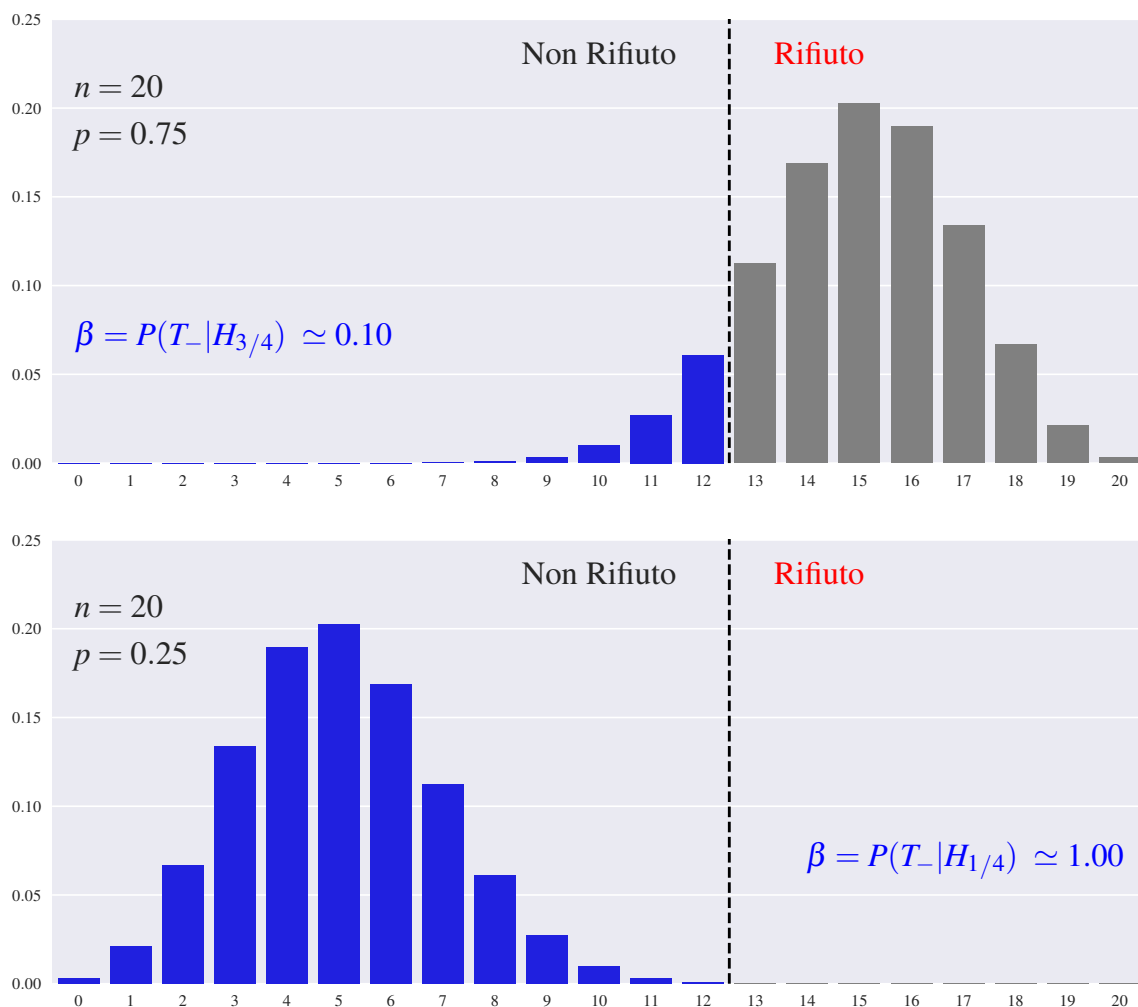 0.25
Non Rifiuto
Rifiuto
n = 20
0.20
p = 0.75
0.15
0.10
β = P(T₋|H₃/₄) ≃ 0.10
0.05
0.00
0 1 2 3 4 5 6 7 8 9 10 11 12 13 14 15 16 17 18 19 20
0.25
Non Rifiuto
Rifiuto
n = 20
0.20
p = 0.25
0.15
0.10
β = P(T₋|H₁/₄) ≃ 1.00
0.05
0.00
0 1 2 3 4 5 6 7 8 9 10 11 12 13 14 15 16 17 18 19 20